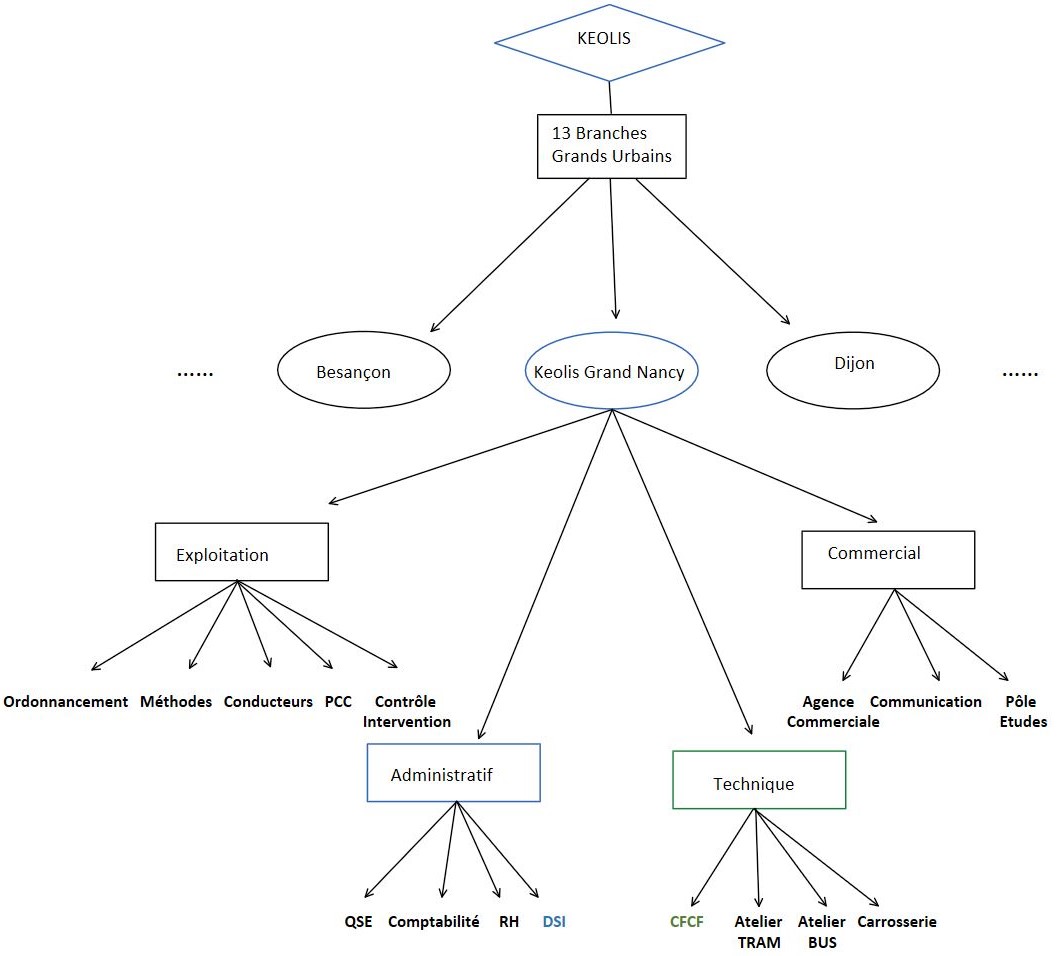 KEOLIS
13 Branches
Grands Urbains
......
Besançon
Keolis Grand Nancy
Dijon
......
Exploitation
Commercial
Ordonnancement
Méthodes
Conducteurs
PCC
Contrôle
Intervention
Agence
Commerciale
Communication
Pôle
Etudes
Administratif
Technique
QSE
Comptabilité
RH
DSI
CFCF
Atelier
TRAM
Atelier
BUS
Carrosserie